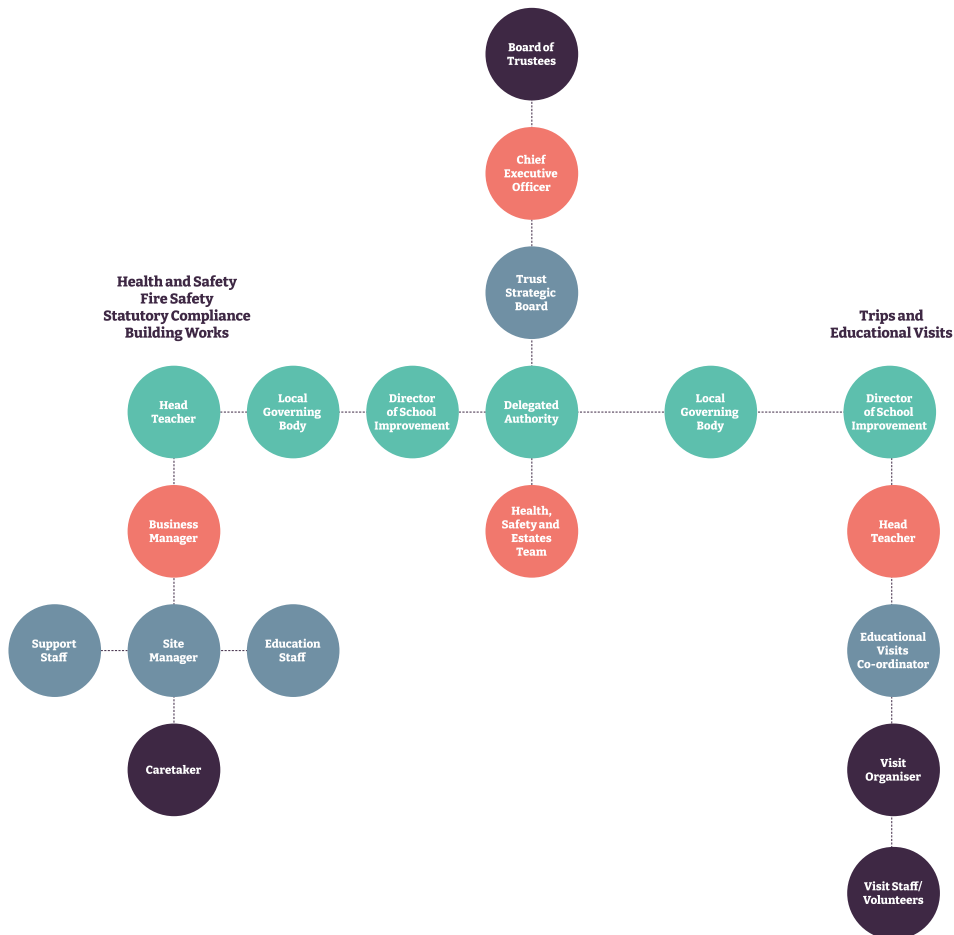 Board of
Trustees
Chief
Executive
Officer
Trust
Strategic
Board
Health and Safety
Fire Safety
Statutory Compliance
Building Works
Trips and
Educational Visits
Head
Teacher
Local
Governing
Body
Director
of School
Improvement
Delegated
Authority
Local
Governing
Body
Director
of School
Improvement
Business
Manager
Health,
Safety and
Estates
Team
Head
Teacher
Support
Staff
Site
Manager
Education
Staff
Educational
Visits
Co-ordinator
Caretaker
Visit
Organiser
Visit Staff/
Volunteers